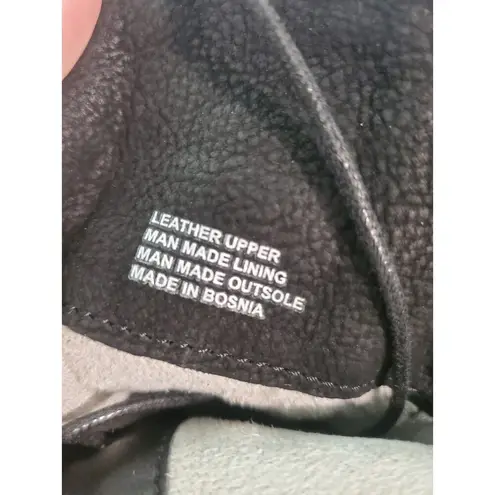 LEATHER UPPER
MAN MADE LINING
MAN MADE OUTSOLE
MADE IN BOSNIA